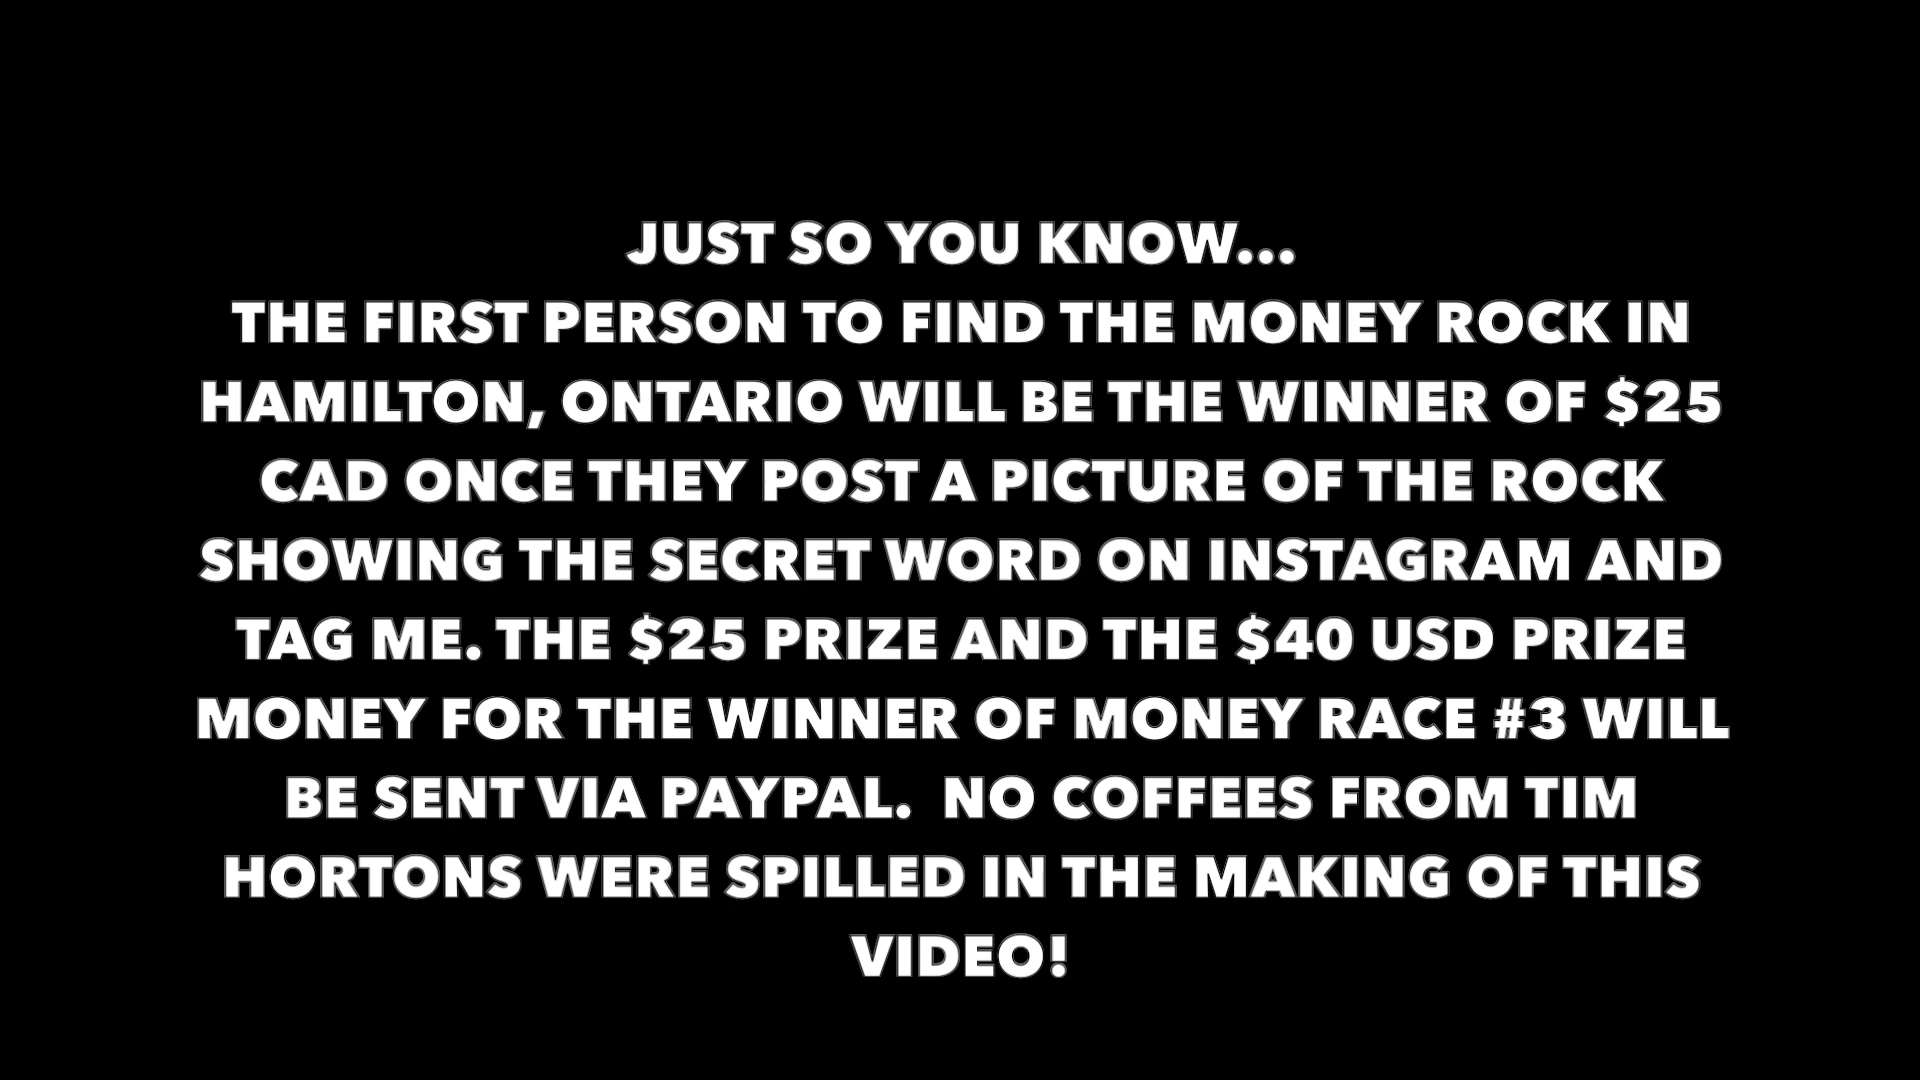 JUST SO YOU KNOW...
THE FIRST PERSON TO FIND THE MONEY ROCK IN
HAMILTON, ONTARIO WILL BE THE WINNER OF $25
CAD ONCE THEY POST A PICTURE OF THE ROCK
SHOWING THE SECRET WORD ON INSTAGRAM AND
TAG ME. THE $25 PRIZE AND THE $40 USD PRIZE
MONEY FOR THE WINNER OF MONEY RACE #3 WILL
BE SENT VIA PAYPAL.  NO COFFEES FROM TIM
HORTONS WERE SPILLED IN THE MAKING OF THIS
VIDEO!